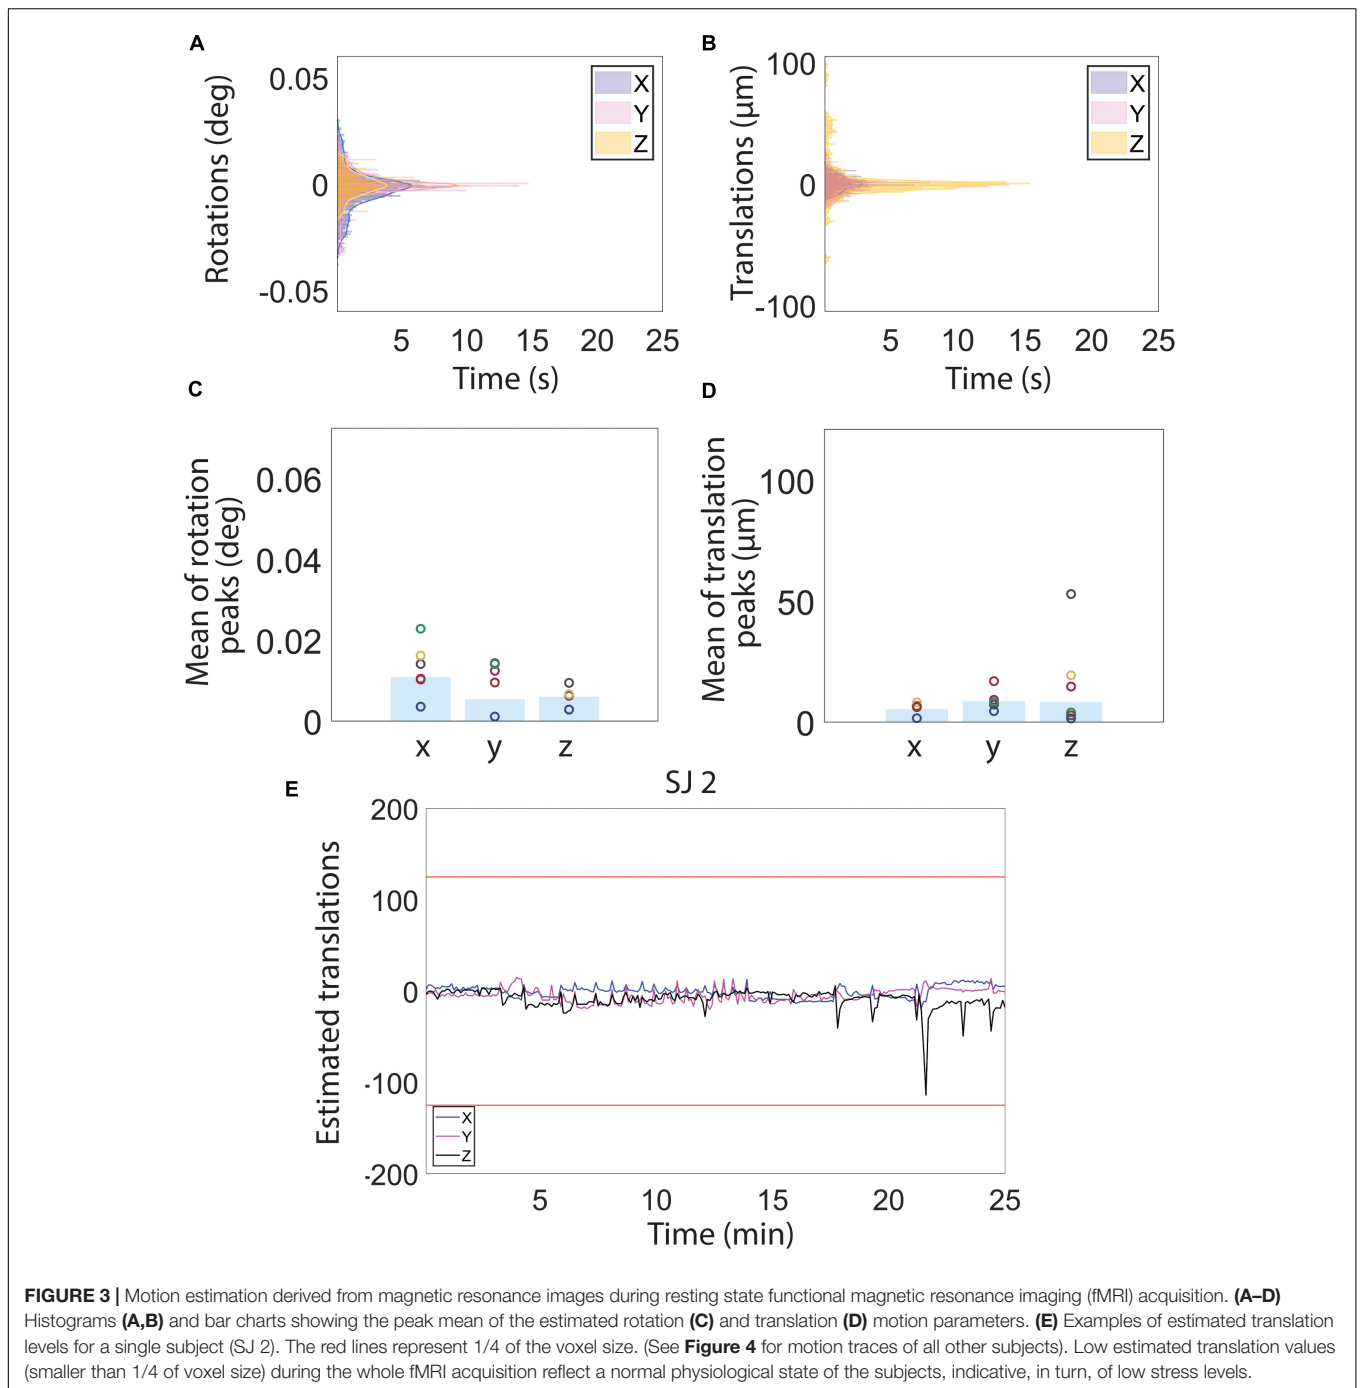 A
Rotations (deg)
0.05
0
-0.05
X
Y
Z
5 10 15 20 25
Time (s)
B
Translations (µm)
100
0
-100
X
Y
Z
5 10 15 20 25
Time (s)
C
Mean of rotation
peaks (deg)
0.06
0.04
0.02
0
x y z
D
Mean of translation
peaks (µm)
100
50
0
x y z
E
SJ 2
Estimated translations
200
100
0
-100
-200
X
Y
Z
5 10 15 20 25
Time (min)
FIGURE 3 | Motion estimation derived from magnetic resonance images during resting state functional magnetic resonance imaging (fMRI) acquisition. (A–D)
Histograms (A,B) and bar charts showing the peak mean of the estimated rotation (C) and translation (D) motion parameters. (E) Examples of estimated translation
levels for a single subject (SJ 2). The red lines represent 1/4 of the voxel size. (See Figure 4 for motion traces of all other subjects). Low estimated translation values
(smaller than 1/4 of voxel size) during the whole fMRI acquisition reflect a normal physiological state of the subjects, indicative, in turn, of low stress levels.